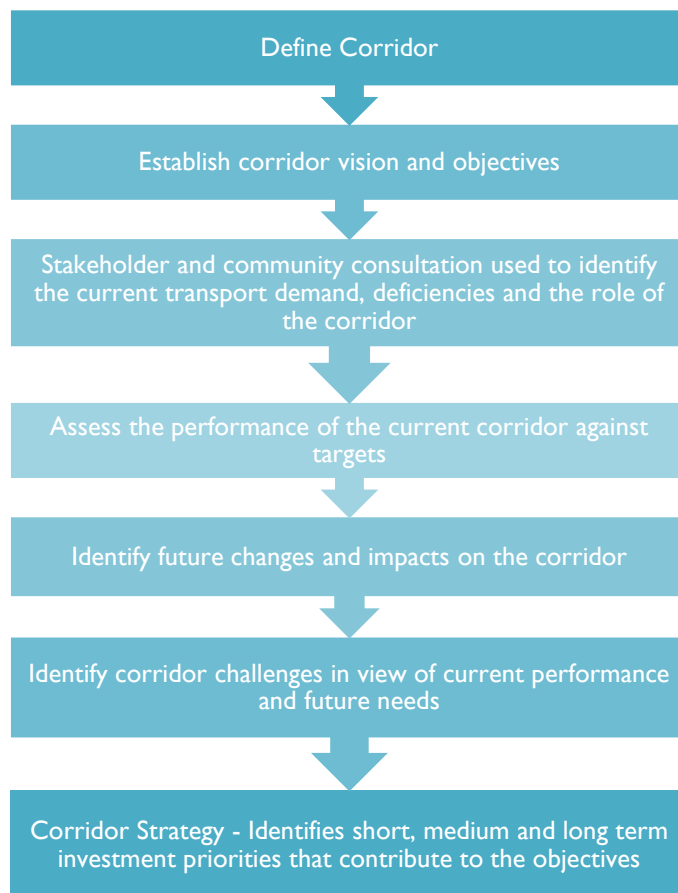 Define Corridor
Establish corridor vision and objectives
Stakeholder and community consultation used to identify
the current transport demand, deficiencies and the role of
the corridor
Assess the performance of the current corridor against
targets
Identify future changes and impacts on the corridor
Identify corridor challenges in view of current performance
and future needs
Corridor Strategy - Identifies short, medium and long term
investment priorities that contribute to the objectives